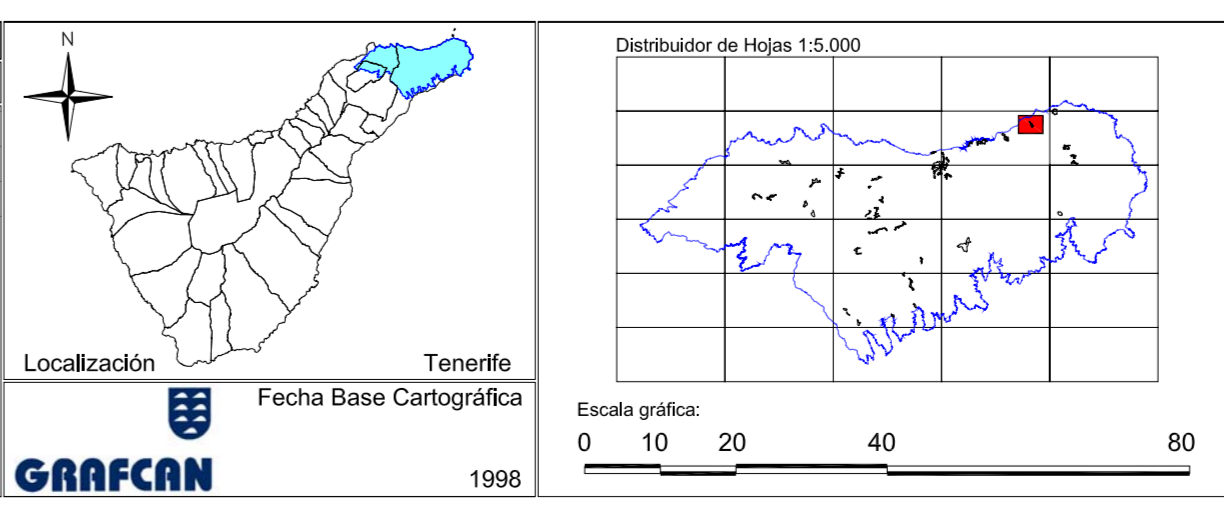 N
Localización
Tenerife
Fecha Base Cartográfica
GRAFCAN
1998
Distribuidor de Hojas 1:5.000
Escala gráfica:
0 10 20 40 80